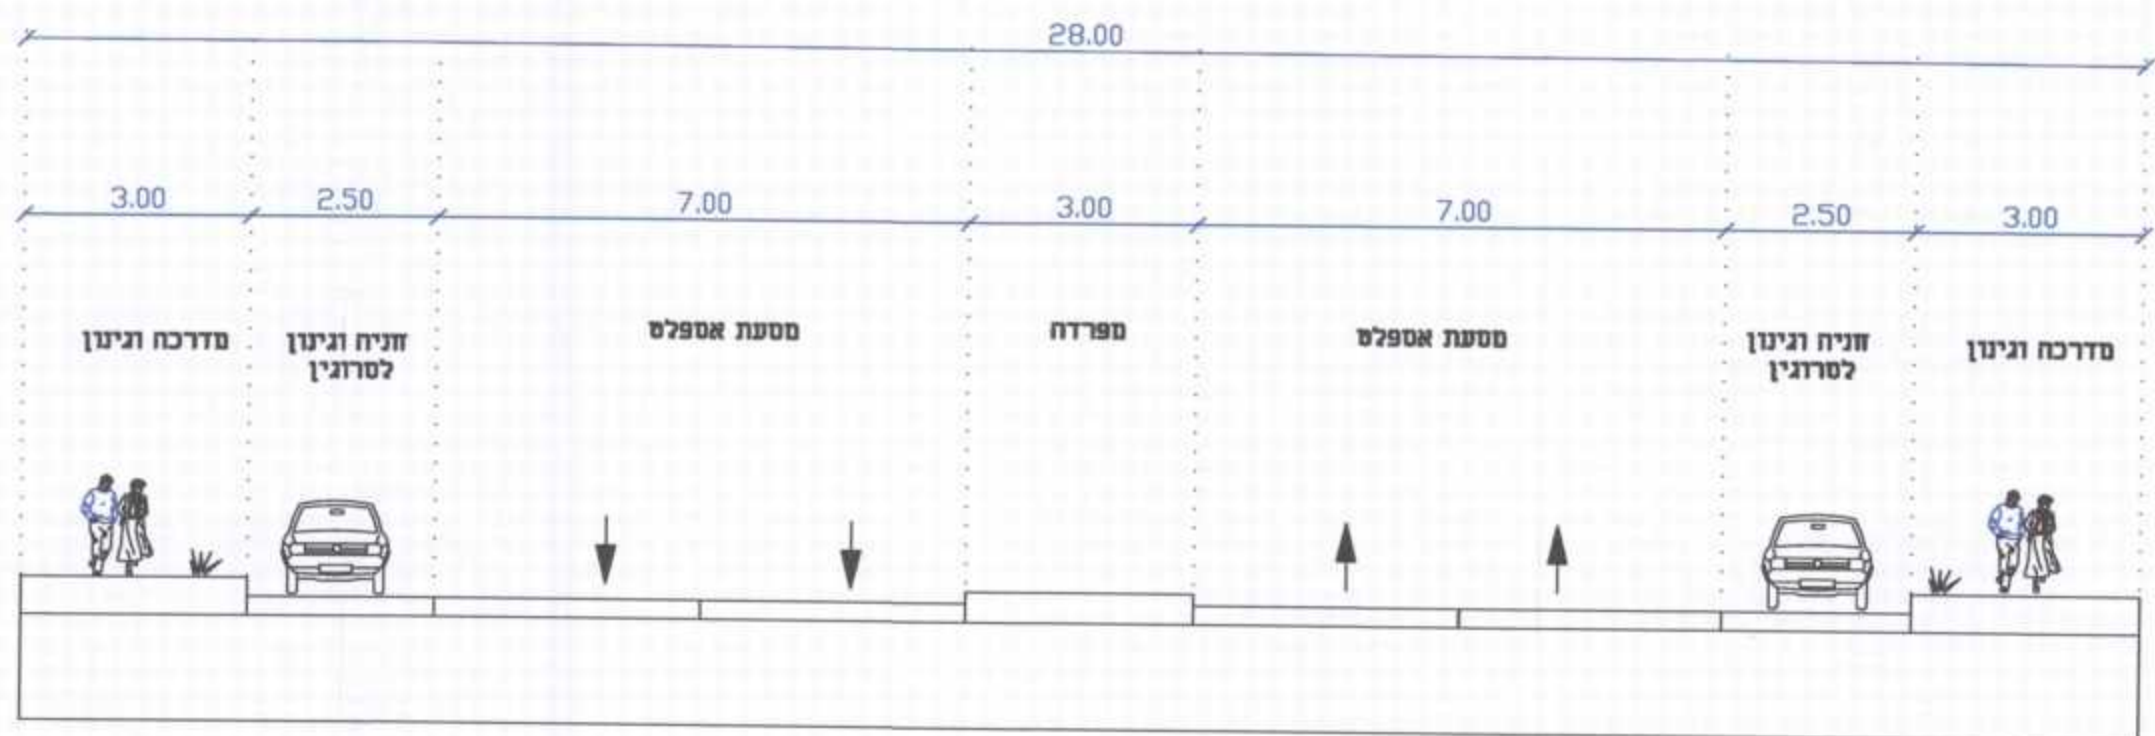 28.00
3.00 2.50 7.00 3.00 7.00 2.50 3.00
מדרכה וגינון
חניה וגינון
לסרוגין
מסעת אספלט
מפרדה
מסעת אספלט
חניה וגינון
לסרוגין
מדרכה וגינון